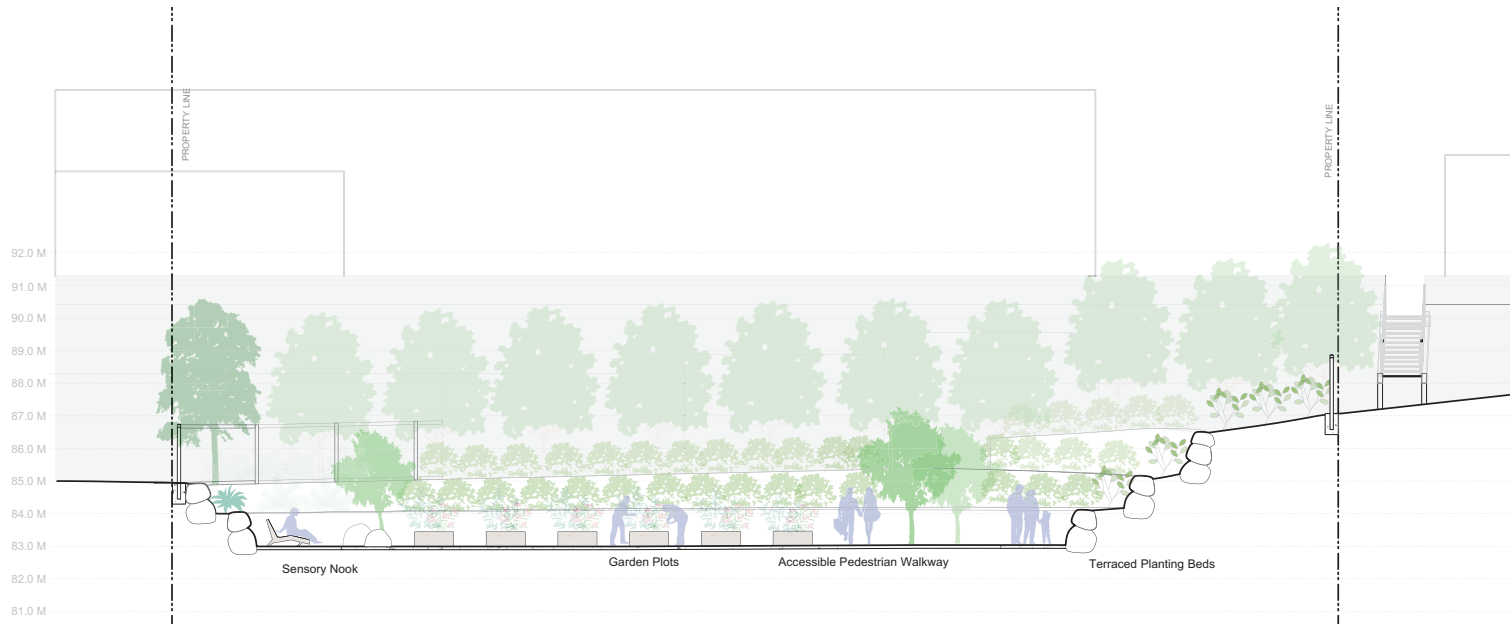 PROPERTY LINE
PROPERTY LINE
92.0 M
91.0 M
90.0 M
89.0 M
88.0 M
87.0 M
86.0 M
85.0 M
84.0 M
83.0 M
82.0 M
81.0 M
Sensory Nook
Garden Plots
Accessible Pedestrian Walkway
Terraced Planting Beds